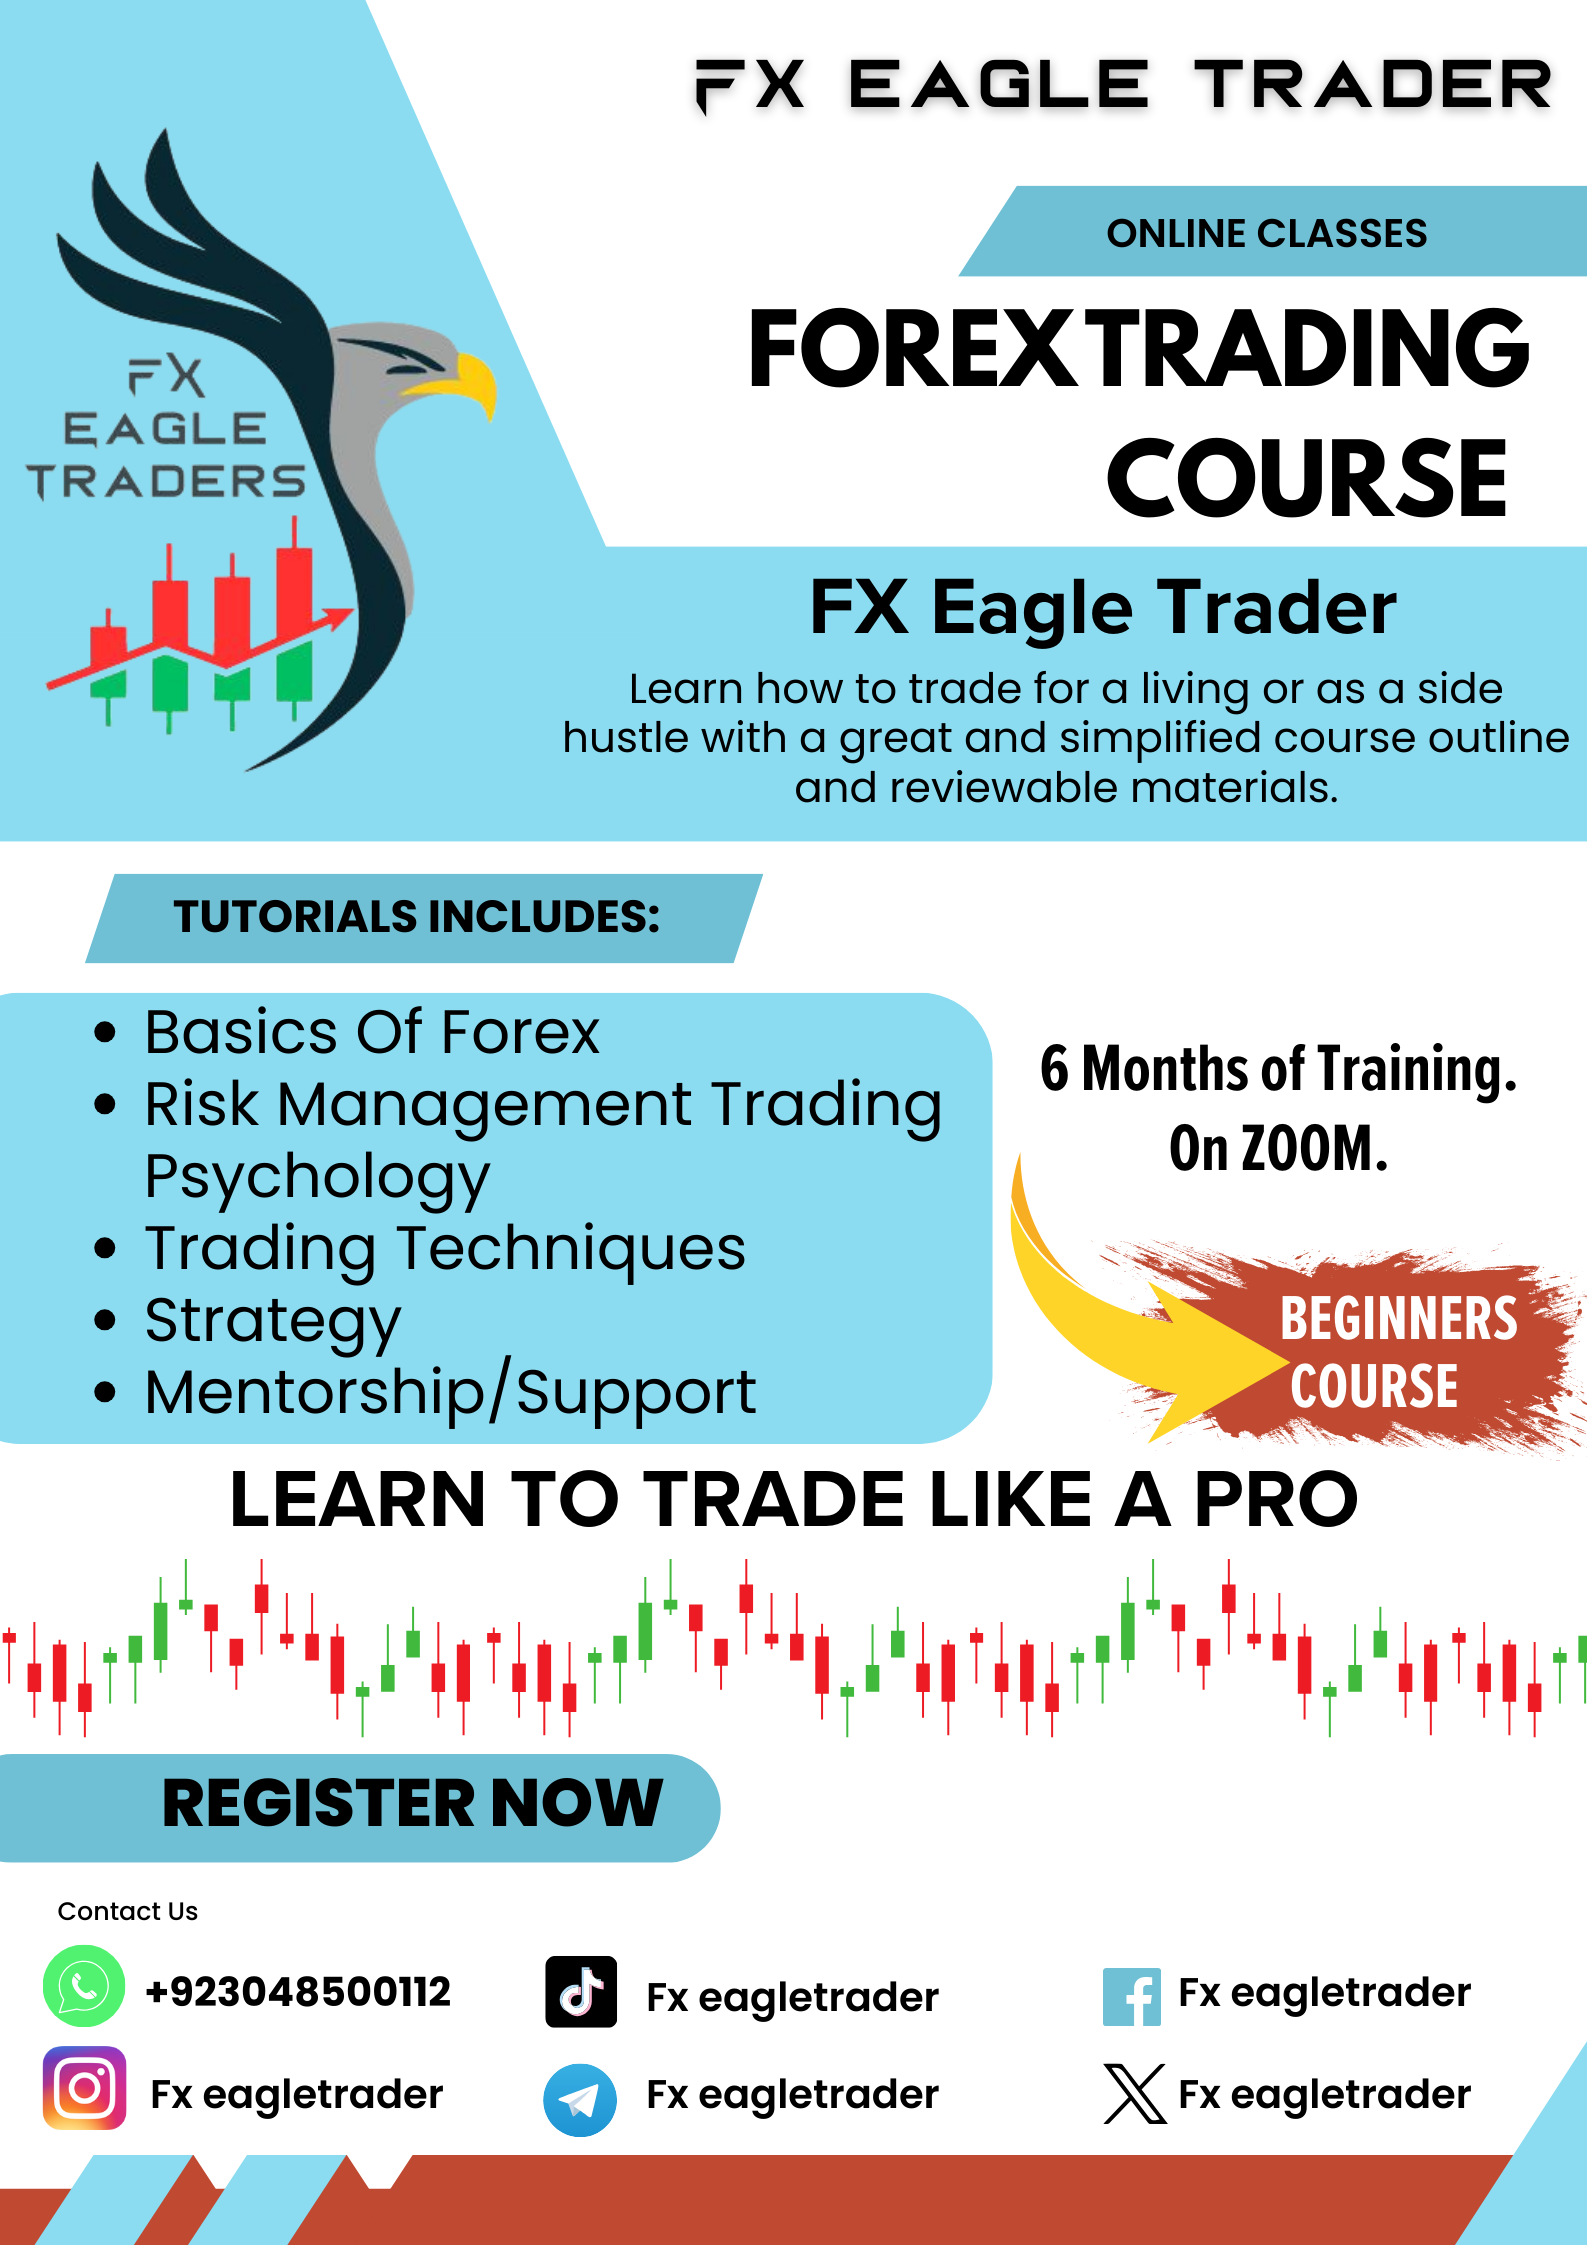 FX EAGLE TRADER
ONLINE CLASSES
FOREX TRADING
COURSE
FX
EAGLE
TRADERS
FX Eagle Trader
Learn how to trade for a living or as a side
hustle with a great and simplified course outline
and reviewable materials.
TUTORIALS INCLUDES:
• Basics Of Forex
• Risk Management Trading
Psychology
• Trading Techniques
• Strategy
• Mentorship/Support
6 Months of Training.
On ZOOM.
BEGINNERS
COURSE
LEARN TO TRADE LIKE A PRO
REGISTER NOW
Contact Us
+923048500112
Fx eagletrader
Fx eagletrader
Fx eagletrader
Fx eagletrader
Fx eagletrader